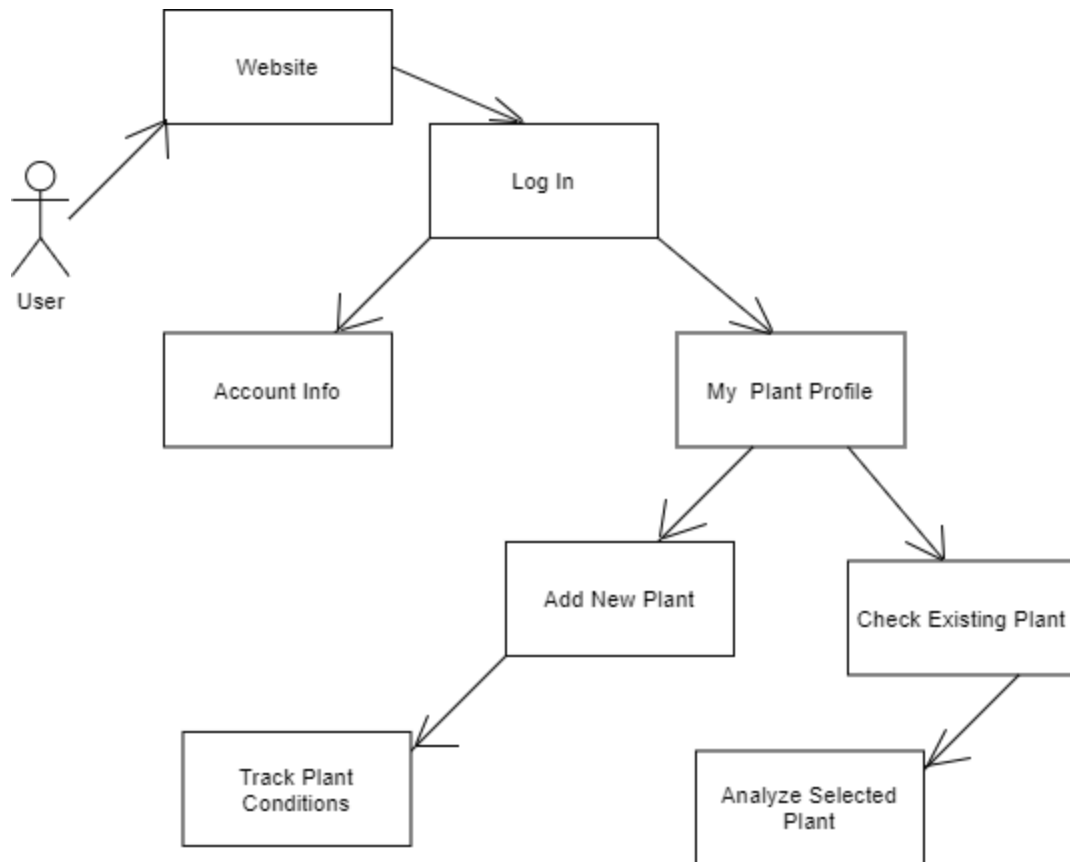 Website
Log In
User
Account Info
My Plant Profile
Add New Plant
Check Existing Plant
Track Plant
Conditions
Analyze Selected
Plant